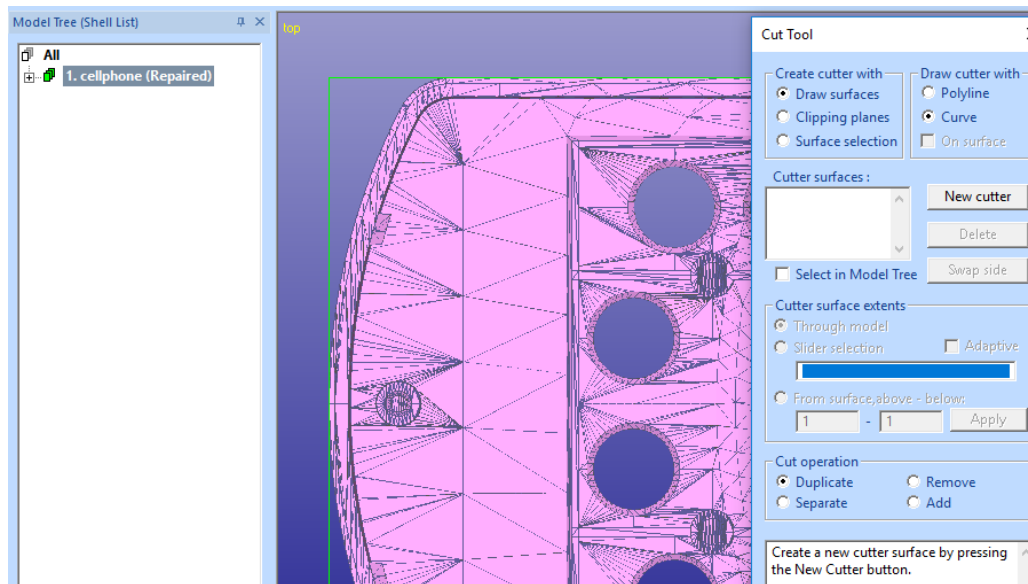 Model Tree (Shell List)
All
1. cellphone (Repaired)
top
Cut Tool
Create cutter with
Draw surfaces
Clipping planes
Surface selection
Draw cutter with
Polyline
Curve
On surface
Cutter surfaces :
New cutter
Delete
Swap side
Select in Model Tree
Cutter surface extents
Through model
Slider selection
Adaptive
From surface,above - below:
1 - 1 Apply
Cut operation
Duplicate
Remove
Separate
Add
Create a new cutter surface by pressing
the New Cutter button.